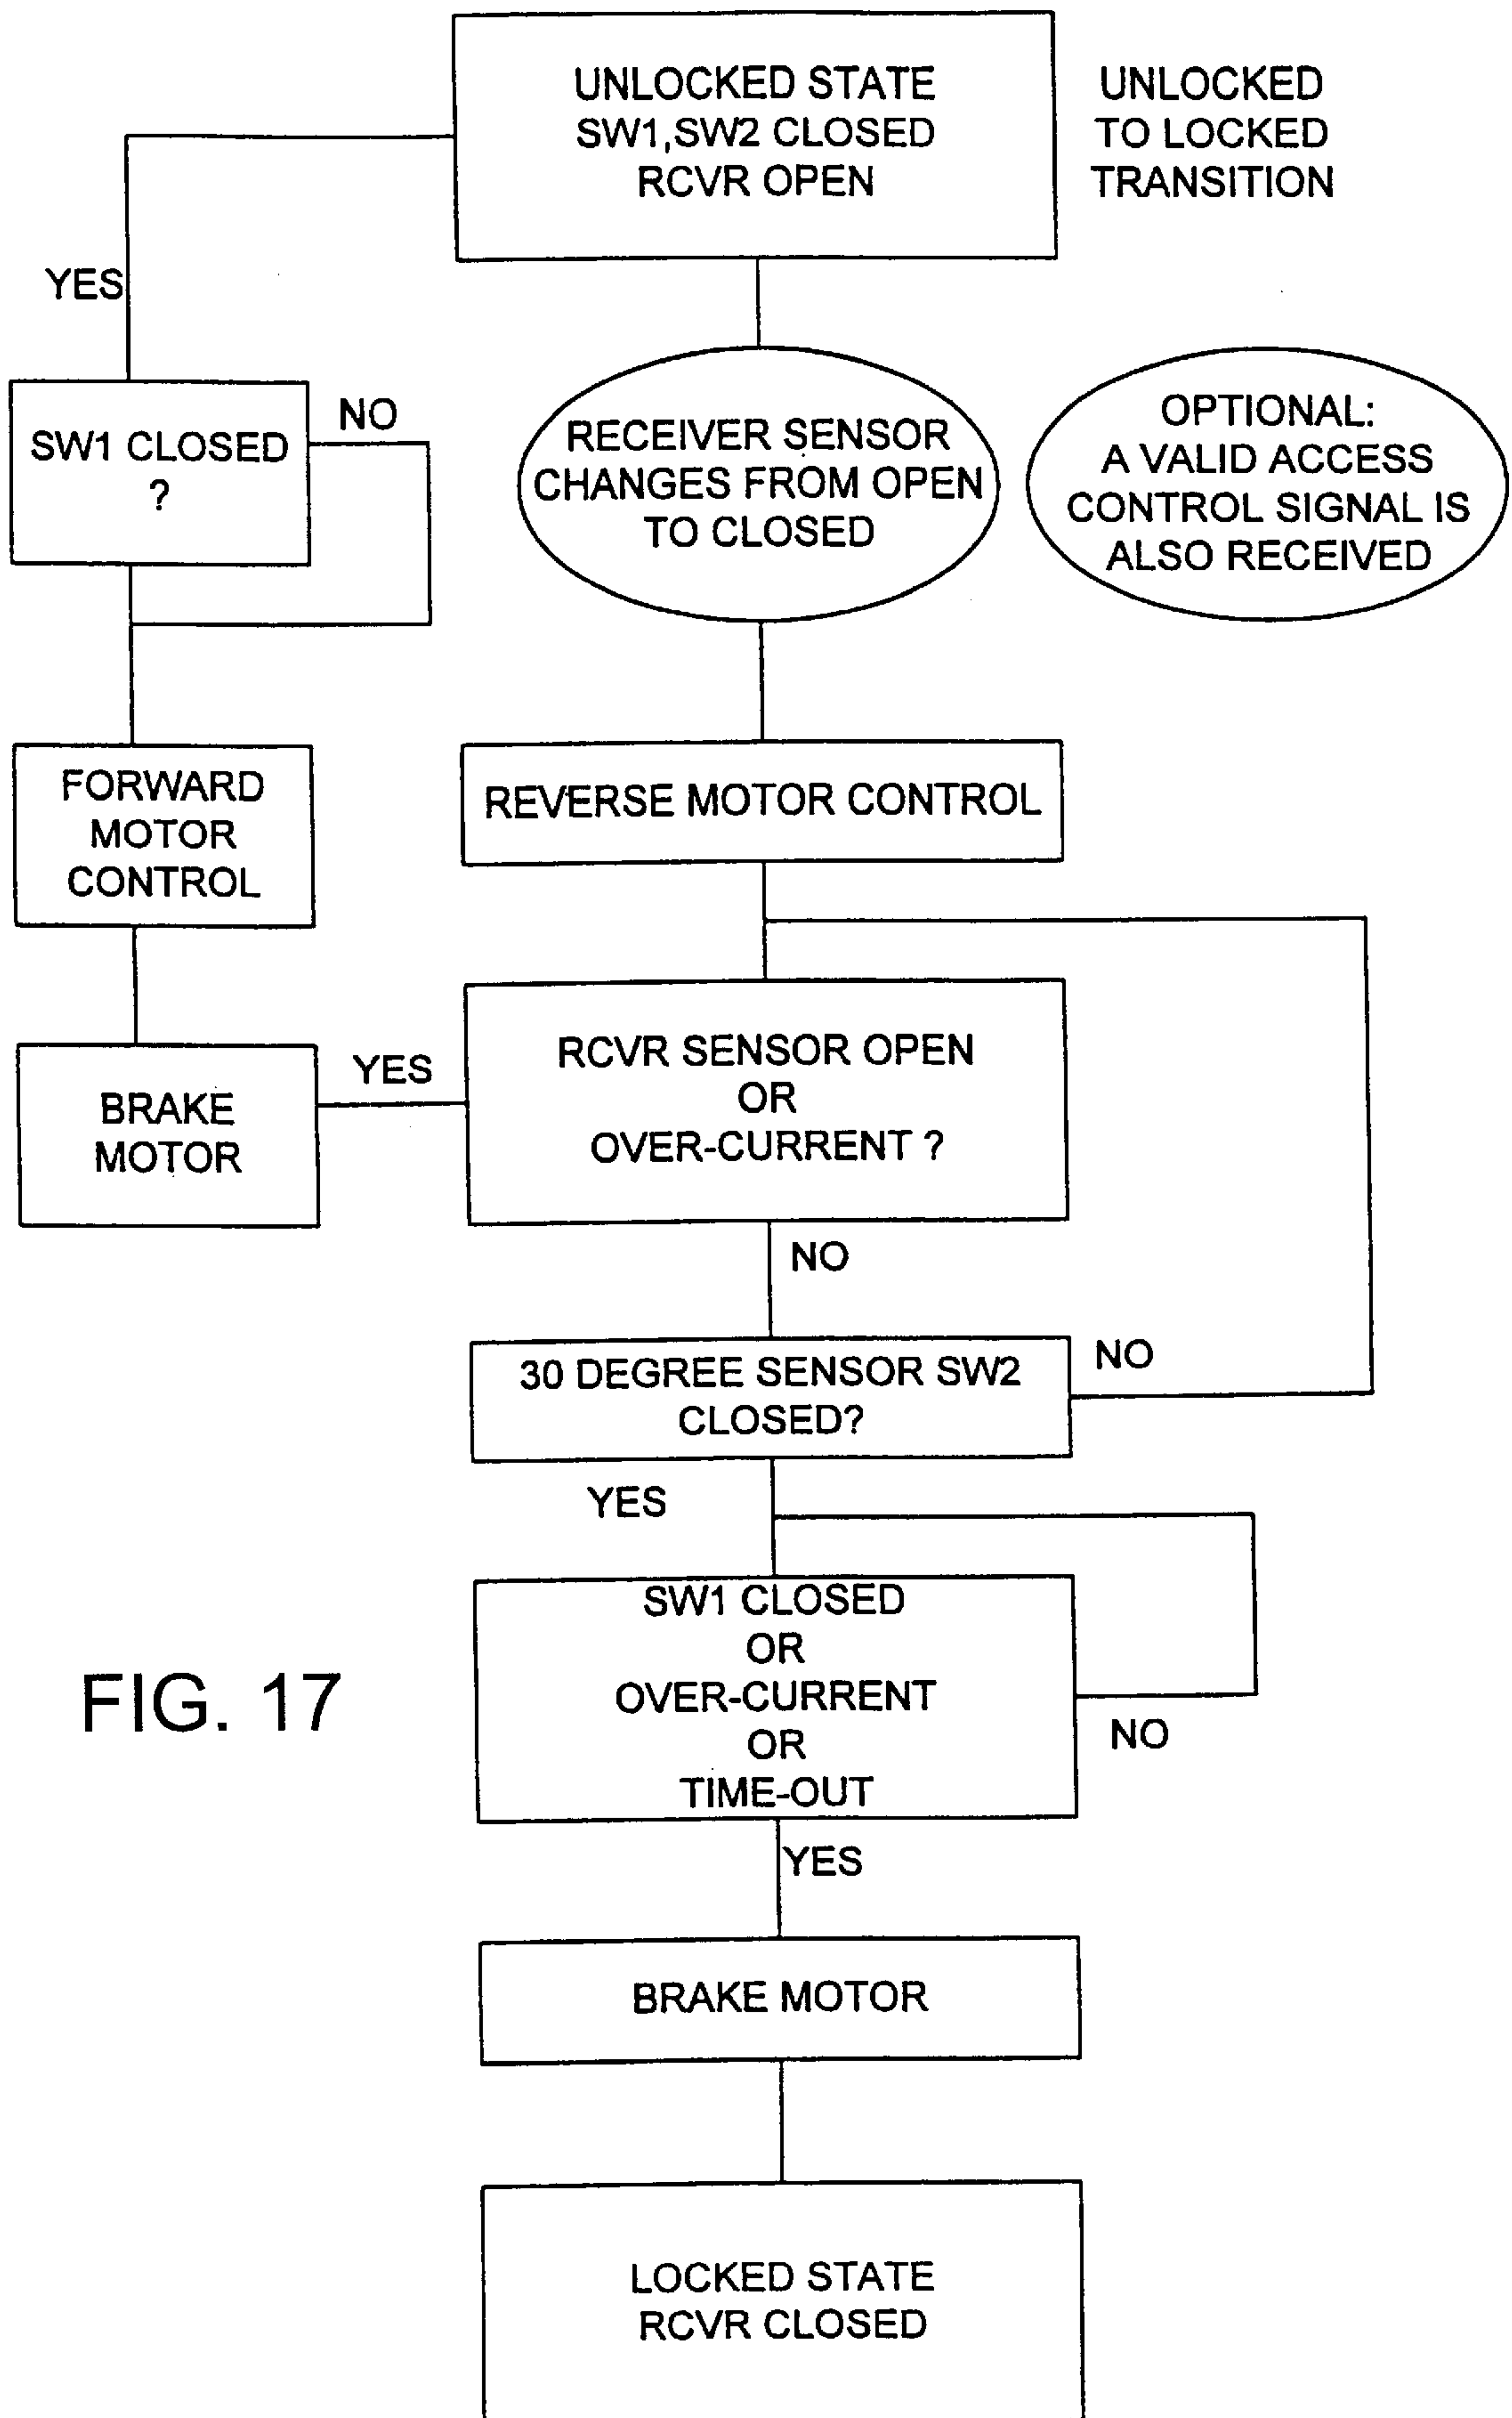 UNLOCKED STATE
SW1,SW2 CLOSED
RCVR OPEN
UNLOCKED
TO LOCKED
TRANSITION
YES
SW1 CLOSED
?
NO
RECEIVER SENSOR
CHANGES FROM OPEN
TO CLOSED
OPTIONAL:
A VALID ACCESS
CONTROL SIGNAL IS
ALSO RECEIVED
FORWARD
MOTOR
CONTROL
REVERSE MOTOR CONTROL
BRAKE
MOTOR
YES
RCVR SENSOR OPEN
OR
OVER-CURRENT ?
NO
30 DEGREE SENSOR SW2
CLOSED?
NO
YES
SW1 CLOSED
OR
OVER-CURRENT
OR
TIME-OUT
NO
FIG. 17
YES
BRAKE MOTOR
LOCKED STATE
RCVR CLOSED